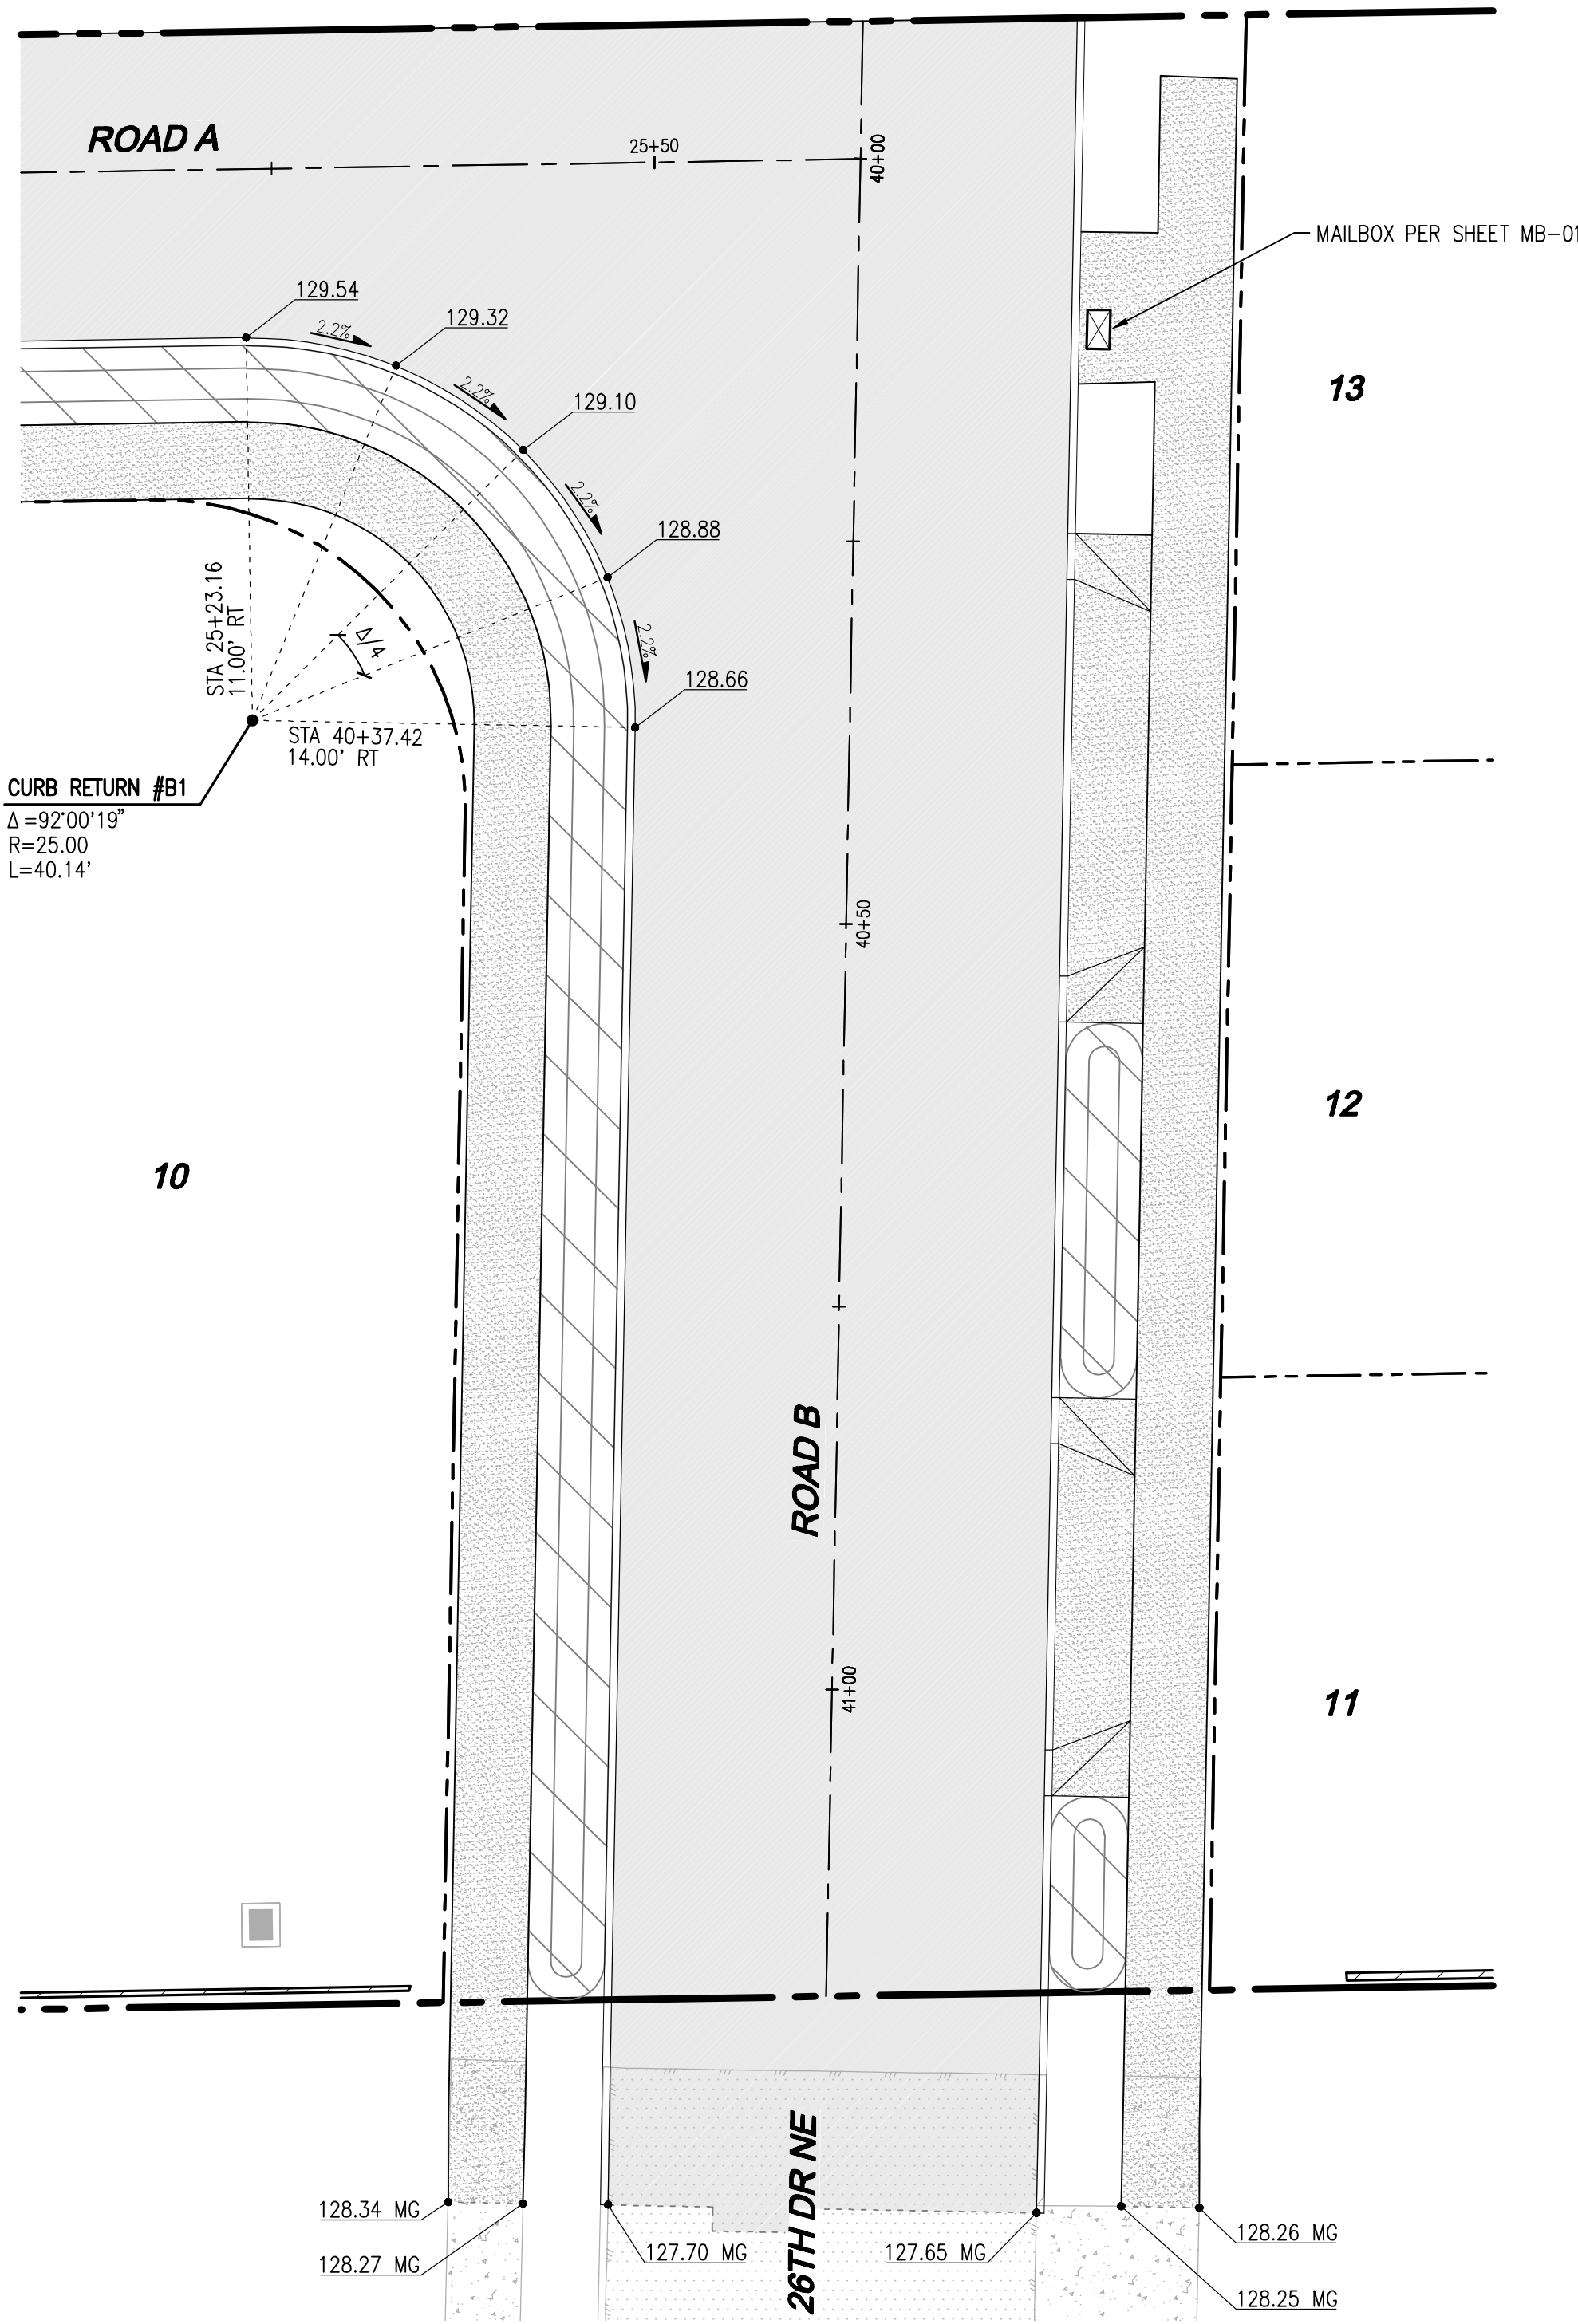 ROAD A
25+50
40+00
MAILBOX PER SHEET MB-01
129.54
2.2%
129.32
2.2%
129.10
13
2.2%
128.88
STA 25+23.16
11.00' RT
Δ/4
2.2%
128.66
STA 40+37.42
14.00' RT
CURB RETURN #B1
Δ=92°00'19"
R=25.00
L=40.14'
40+50
12
10
ROAD B
41+00
11
26TH DR NE
128.34 MG
128.27 MG
127.70 MG
127.65 MG
128.26 MG
128.25 MG